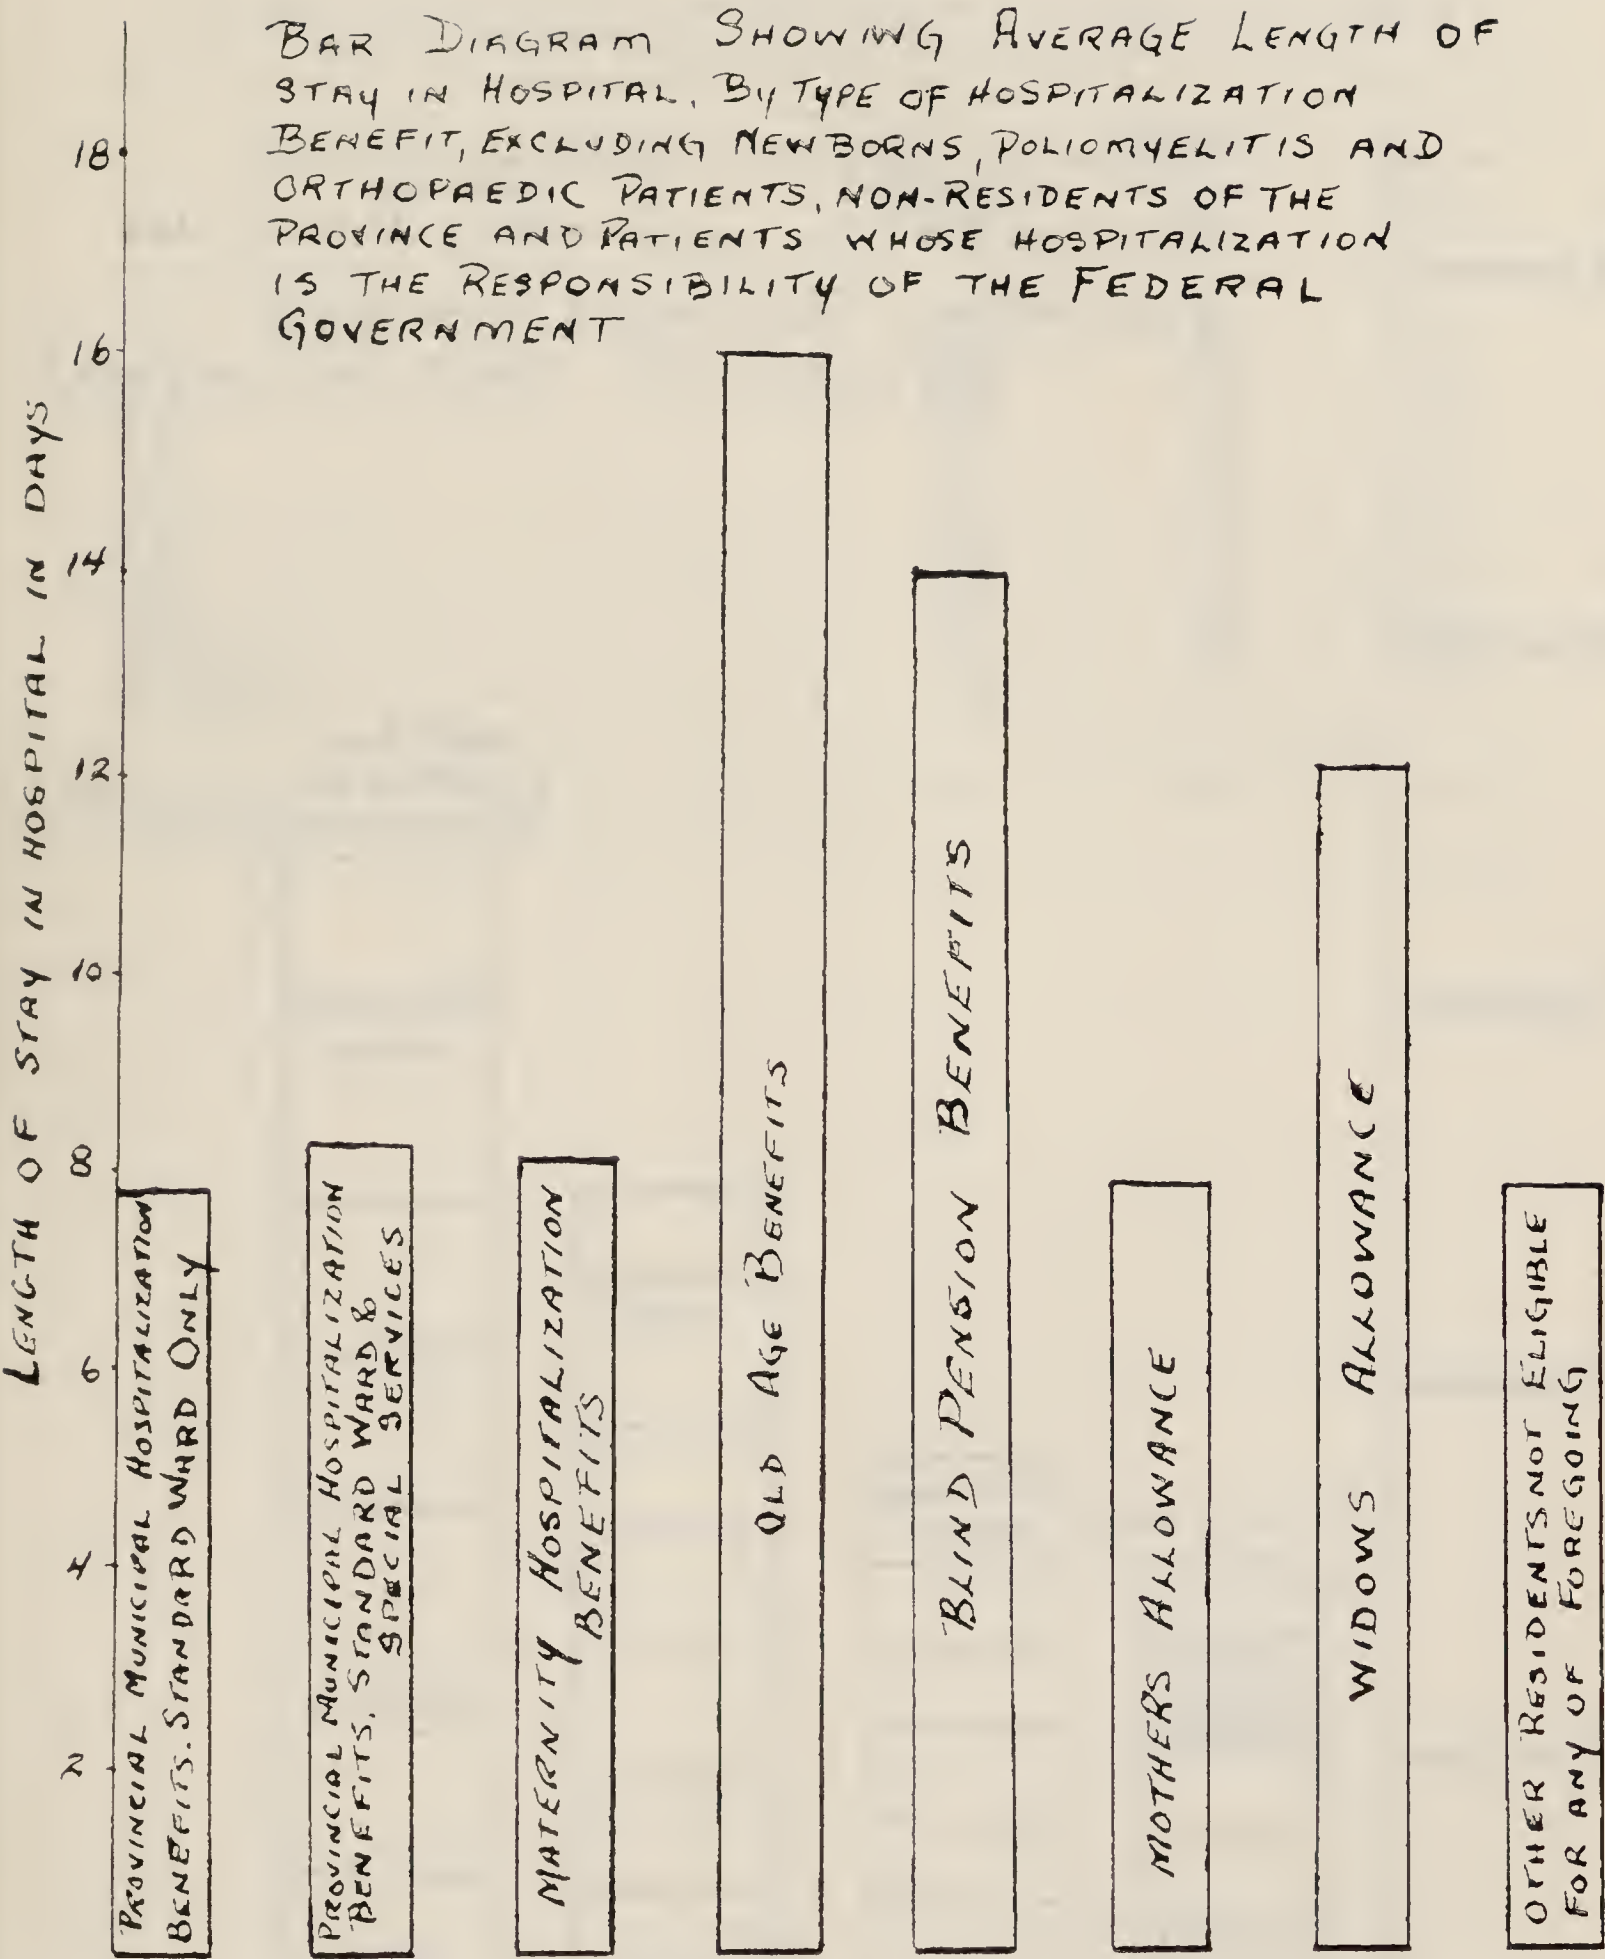 BAR DIAGRAM SHOWING AVERAGE LENGTH OF
STAY IN HOSPITAL, BY TYPE OF HOSPITALIZATION
BENEFIT, EXCLUDING NEWBORNS, POLIOMYELITIS AND
ORTHOPAEDIC PATIENTS, NON-RESIDENTS OF THE
PROVINCE AND PATIENTS WHOSE HOSPITALIZATION
IS THE RESPONSIBILITY OF THE FEDERAL
GOVERNMENT
LENGTH OF STAY IN HOSPITAL IN DAYS
18
16
14
12
10
8
6
4
2
PROVINCIAL MUNICIPAL HOSPITALIZATION
BENEFITS. STANDARD WARD ONLY
PROVINCIAL MUNICIPAL HOSPITALIZATION
BENEFITS. STANDARD WARD &
SPECIAL SERVICES
MATERNITY HOSPITALIZATION
BENEFITS
OLD AGE BENEFITS
BLIND PENSION BENEFITS
MOTHERS ALLOWANCE
WIDOWS ALLOWANCE
OTHER RESIDENTS NOT ELIGIBLE
FOR ANY OF FOREGOING